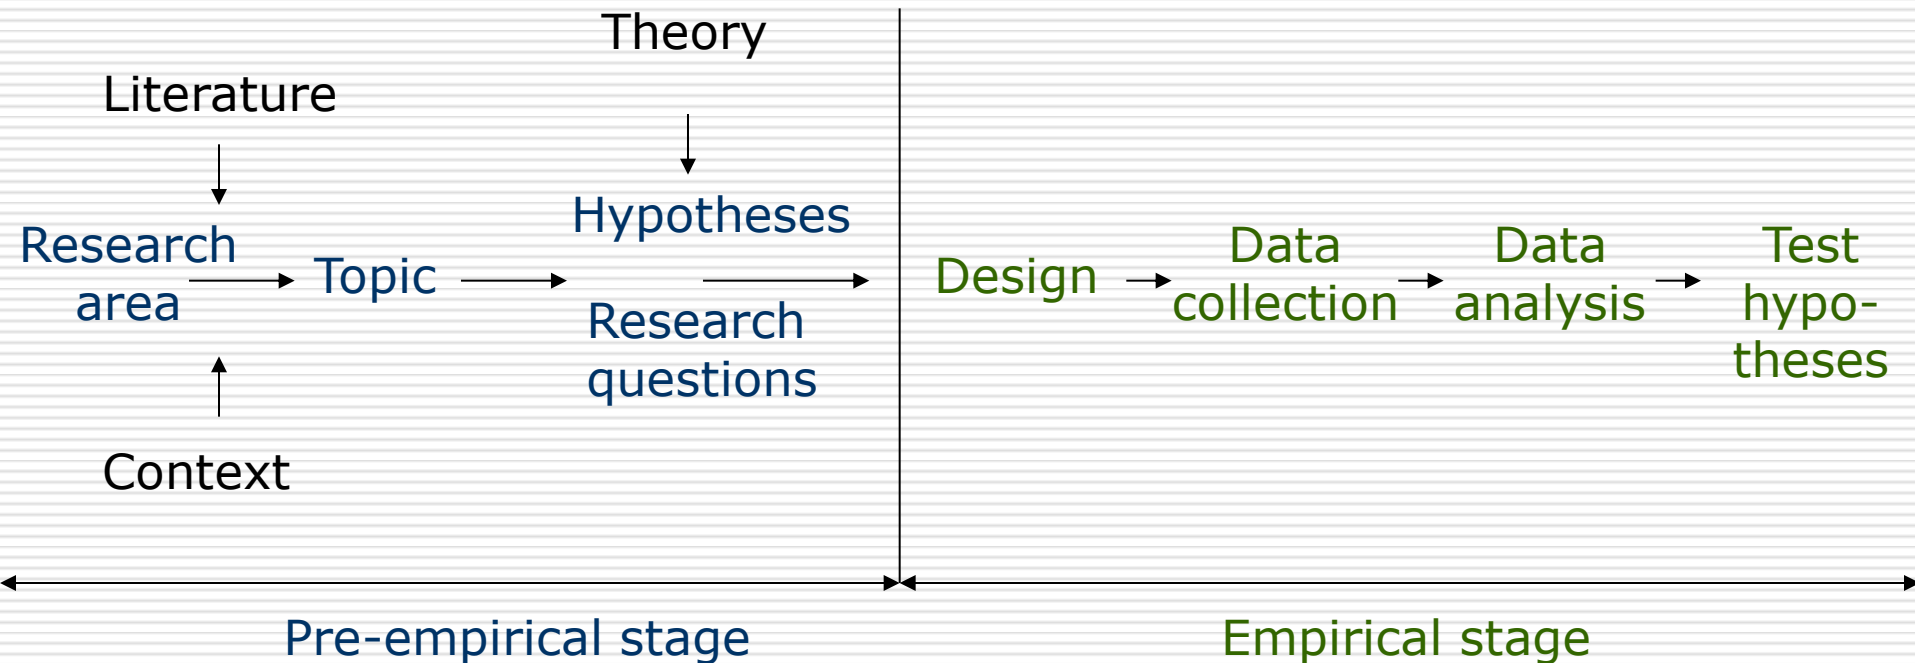 Theory
Literature
Hypotheses
Research
area
Topic
Research
questions
Context
Design
Data
collection
Data
analysis
Test
hypo-
theses
Pre-empirical stage
Empirical stage